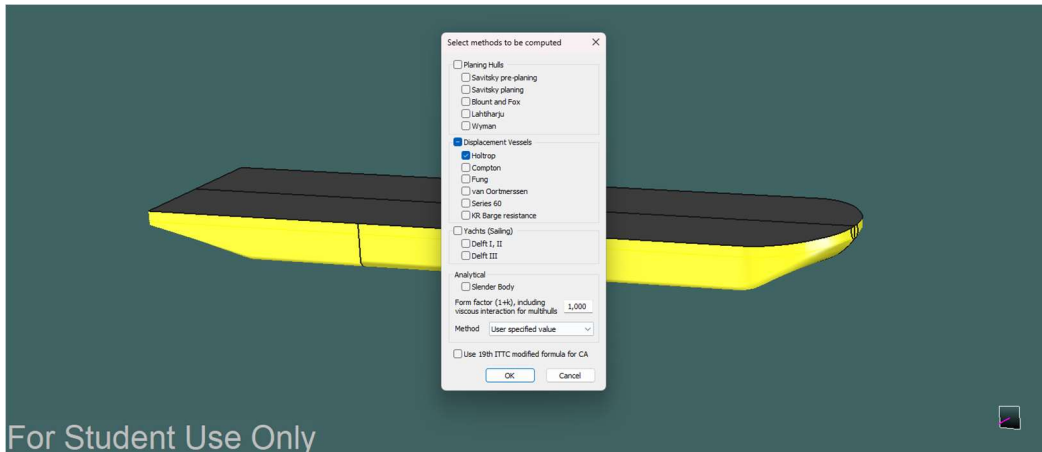 Select methods to be computed
Planing Hulls
Savitsky pre-planing
Savitsky planing
Blount and Fox
Lahtiharju
Wyman
Displacement Vessels
Holtrop
Compton
Fung
van Oortmerssen
Series 60
KR Barge resistance
Yachts (Sailing)
Delft I, II
Delft III
Analytical
Slender Body
Form factor (1+k), including
viscous interaction for multihulls 1,000
Method User specified value
Use 19th ITTC modified formula for CA
OK Cancel
For Student Use Only